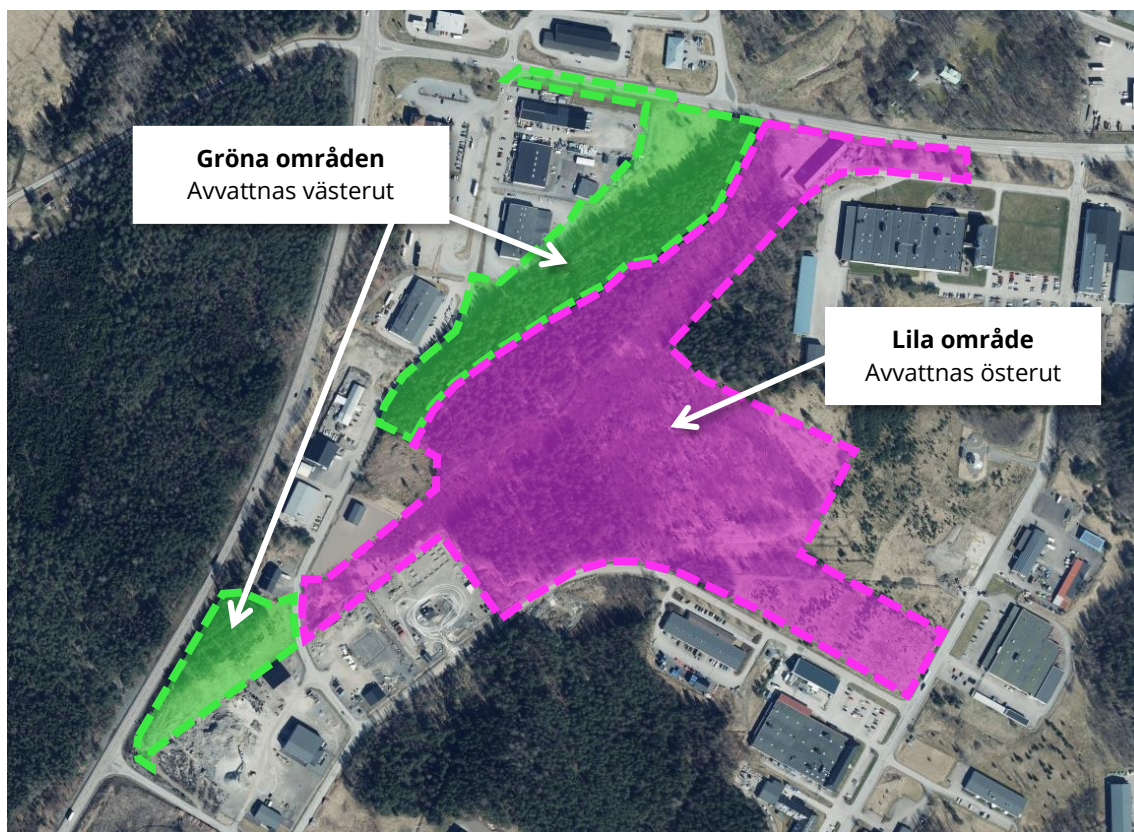 Gröna områden
Avvattnas västerut
Lila område
Avvattnas österut